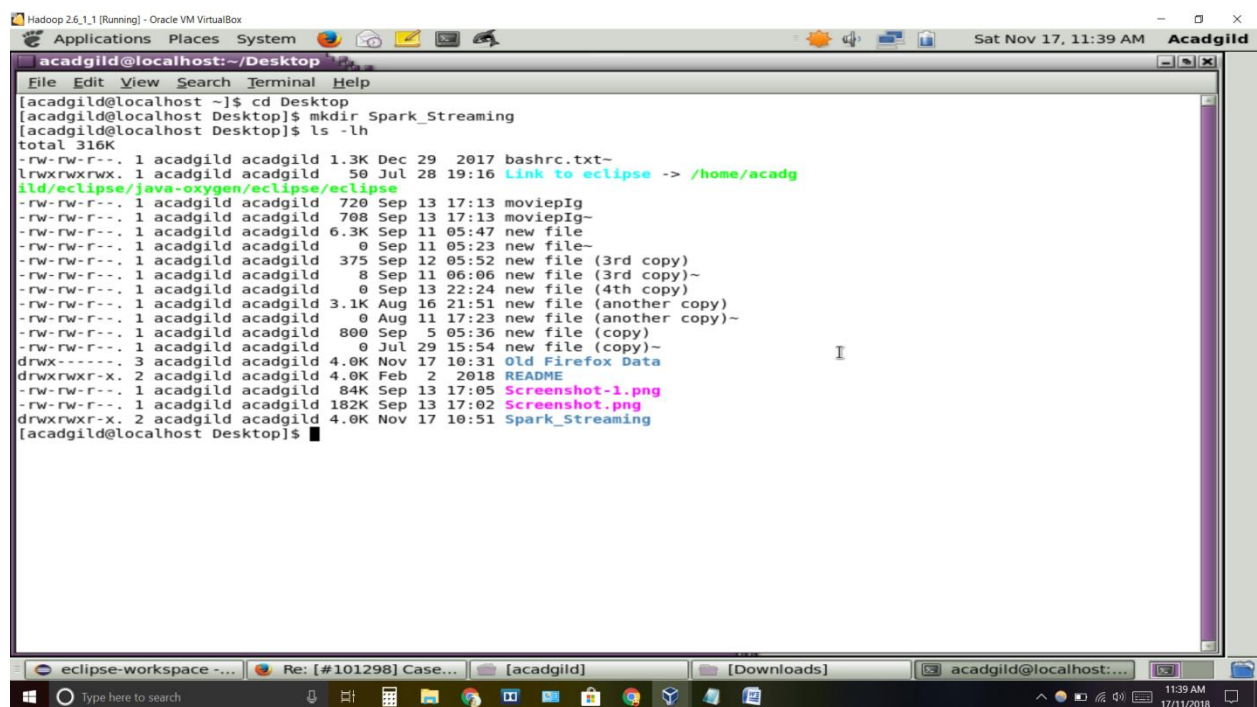 Hadoop 2.6_1_1 [Running] - Oracle VM VirtualBox
Applications Places System Sat Nov 17, 11:39 AM Acadgild
acadgild@localhost:~/Desktop
File Edit View Search Terminal Help
[acadgild@localhost ~]$ cd Desktop
[acadgild@localhost Desktop]$ mkdir Spark_Streaming
[acadgild@localhost Desktop]$ ls -lh
total 316K
-rw-rw-r--. 1 acadgild acadgild 1.3K Dec 29  2017 bashrc.txt~
lrwxrwxrwx. 1 acadgild acadgild   50 Jul 28 19:16 Link to eclipse -> /home/acadg
ild/eclipse/java-oxygen/eclipse/eclipse
-rw-rw-r--. 1 acadgild acadgild  720 Sep 13 17:13 moviepIg
-rw-rw-r--. 1 acadgild acadgild  708 Sep 13 17:13 moviepIg~
-rw-rw-r--. 1 acadgild acadgild 6.3K Sep 11 05:47 new file
-rw-rw-r--. 1 acadgild acadgild    0 Sep 11 05:23 new file~
-rw-rw-r--. 1 acadgild acadgild  375 Sep 12 05:52 new file (3rd copy)
-rw-rw-r--. 1 acadgild acadgild    8 Sep 11 06:06 new file (3rd copy)~
-rw-rw-r--. 1 acadgild acadgild    0 Sep 13 22:24 new file (4th copy)
-rw-rw-r--. 1 acadgild acadgild 3.1K Aug 16 21:51 new file (another copy)
-rw-rw-r--. 1 acadgild acadgild    0 Aug 11 17:23 new file (another copy)~
-rw-rw-r--. 1 acadgild acadgild  800 Sep  5 05:36 new file (copy)
-rw-rw-r--. 1 acadgild acadgild    0 Jul 29 15:54 new file (copy)~
drwx------. 3 acadgild acadgild 4.0K Nov 17 10:31 Old Firefox Data
drwxrwxr-x. 2 acadgild acadgild 4.0K Feb  2  2018 README
-rw-rw-r--. 1 acadgild acadgild  84K Sep 13 17:05 Screenshot-1.png
-rw-rw-r--. 1 acadgild acadgild 182K Sep 13 17:02 Screenshot.png
drwxrwxr-x. 2 acadgild acadgild 4.0K Nov 17 10:51 Spark_Streaming
[acadgild@localhost Desktop]$
eclipse-workspace -... Re: [#101298] Case... [acadgild] [Downloads] acadgild@localhost:...
Type here to search 11:39 AM
17/11/2018